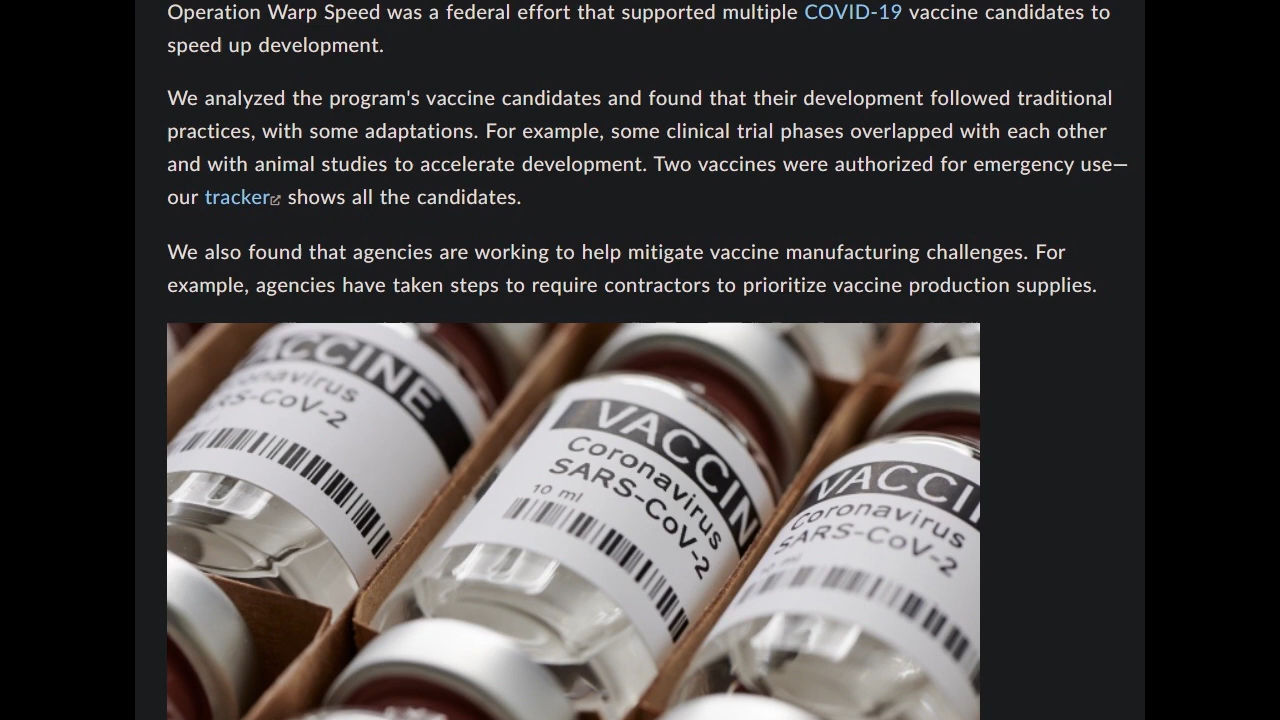 Operation Warp Speed was a federal effort that supported multiple COVID-19 vaccine candidates to
speed up development.
We analyzed the program's vaccine candidates and found that their development followed traditional
practices, with some adaptations. For example, some clinical trial phases overlapped with each other
and with animal studies to accelerate development. Two vaccines were authorized for emergency use—
our tracker shows all the candidates.
We also found that agencies are working to help mitigate vaccine manufacturing challenges. For
example, agencies have taken steps to require contractors to prioritize vaccine production supplies.
ACCINE
onavirus
RS-CoV-2
VACCIN
Coronavirus
SARS-CoV-2
10 ml
VACCI
Coronavirus
SARS-CoV-2